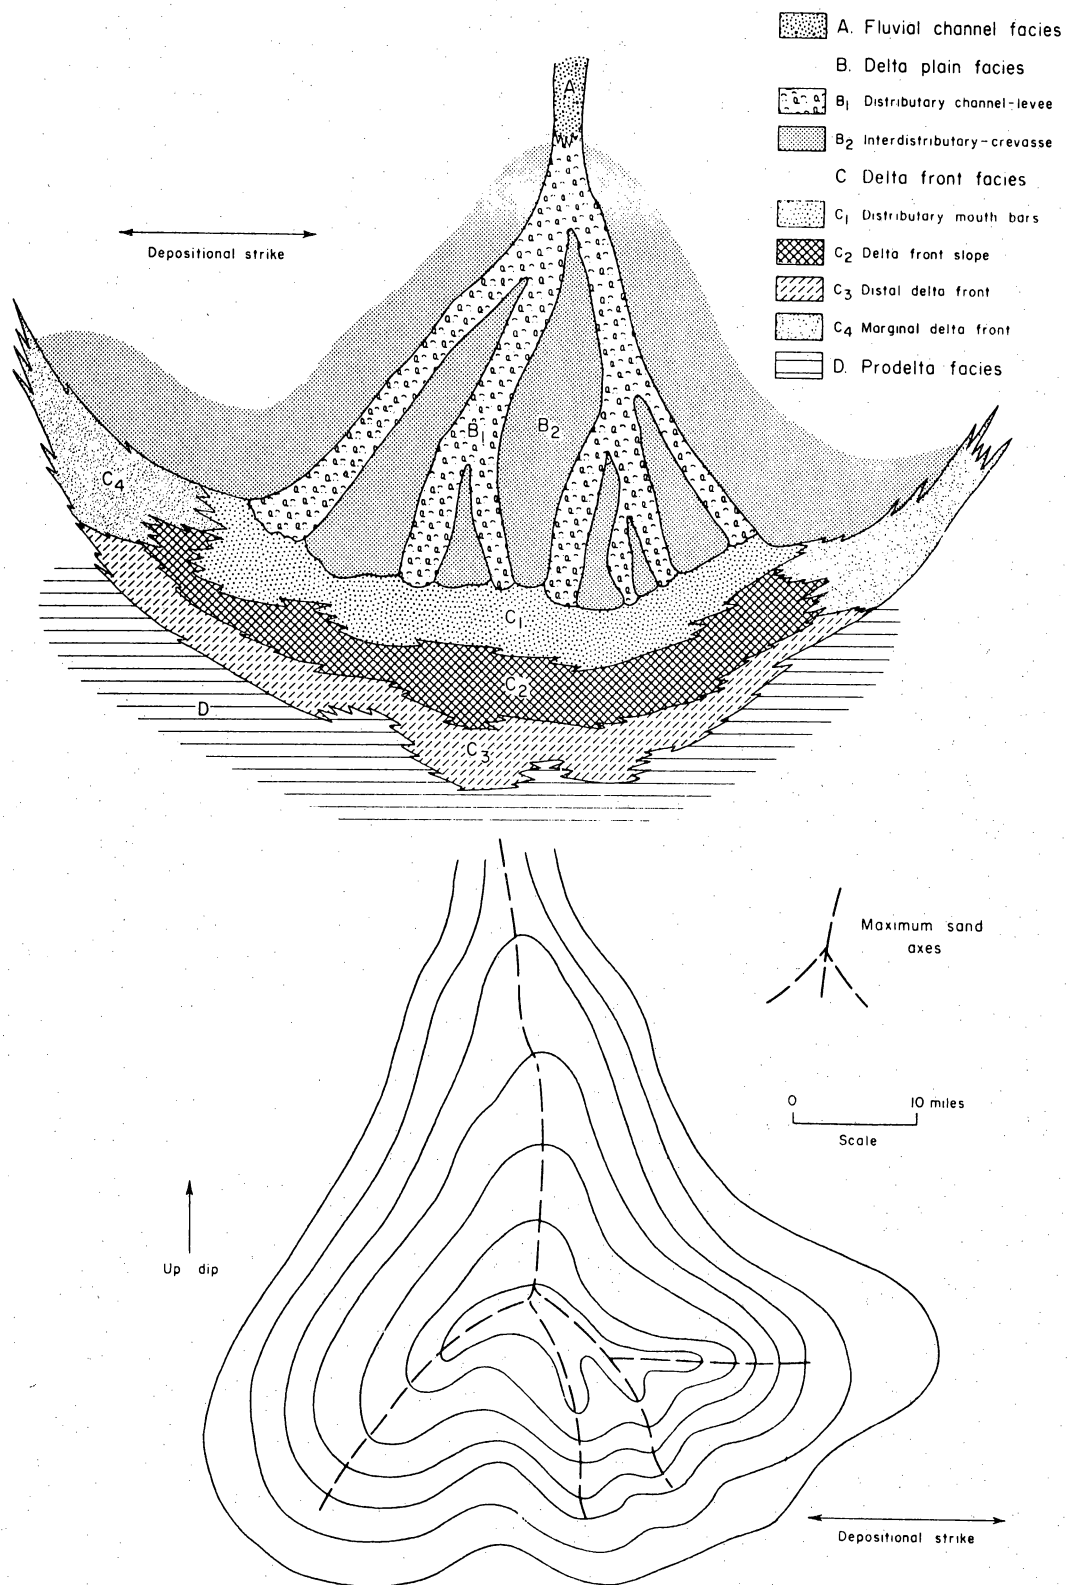 A. Fluvial channel facies
B. Delta plain facies
B1 Distributary channel-levee
B2 Interdistributary-crevasse
C Delta front facies
C1 Distributary mouth bars
C2 Delta front slope
C3 Distal delta front
C4 Marginal delta front
D. Prodelta facies
A
Depositional strike
B1
B2
C4
C1
C2
D
C3
Maximum sand
axes
0 10 miles
Scale
Up dip
Depositional strike